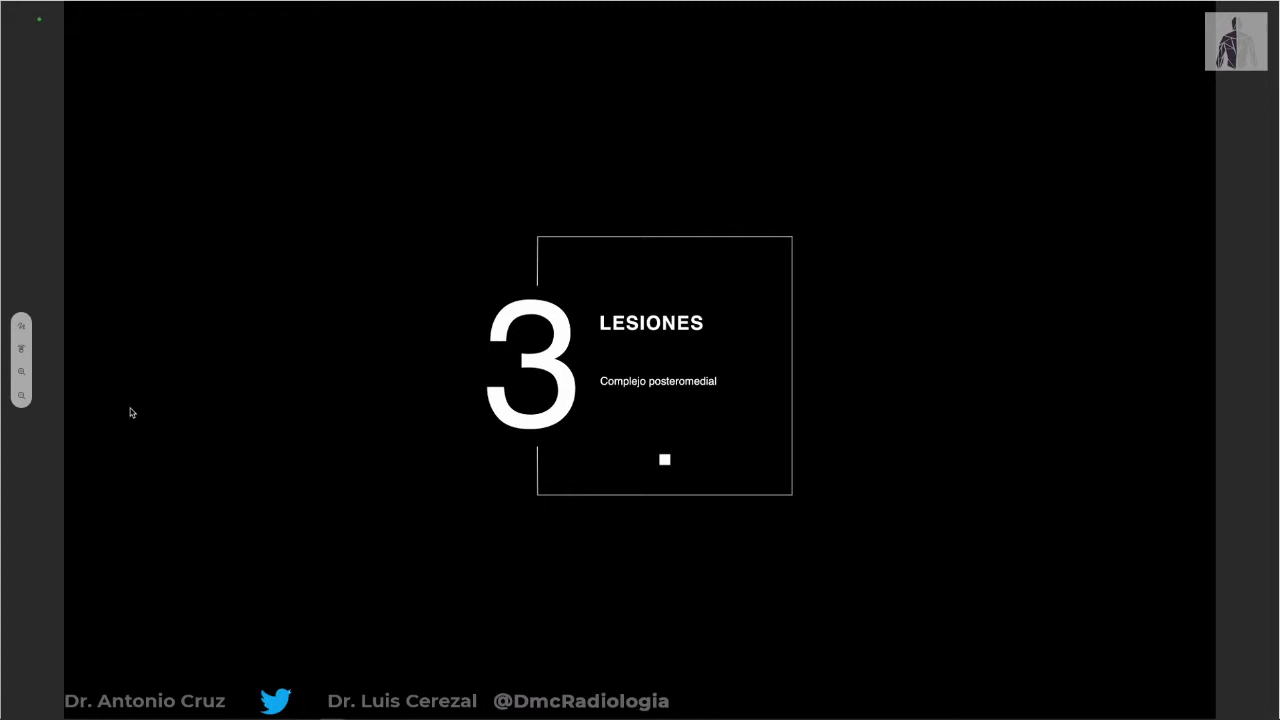 3
LESIONES
Complejo posteromedial
Dr. Antonio Cruz
Dr. Luis Cerezal @DmcRadiologia